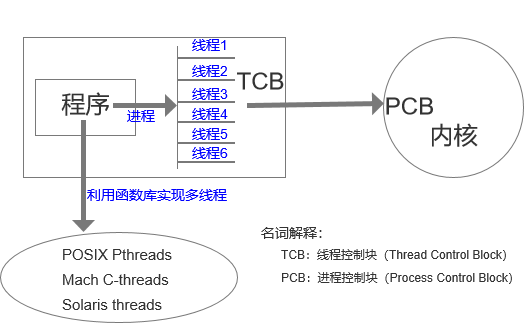 线程1
线程2
线程3
线程4
线程5
线程6
TCB
程序
进程
PCB
内核
利用函数库实现多线程
POSIX Pthreads
Mach C-threads
Solaris threads
名词解释：
TCB：线程控制块（Thread Control Block）
PCB：进程控制块（Process Control Block）